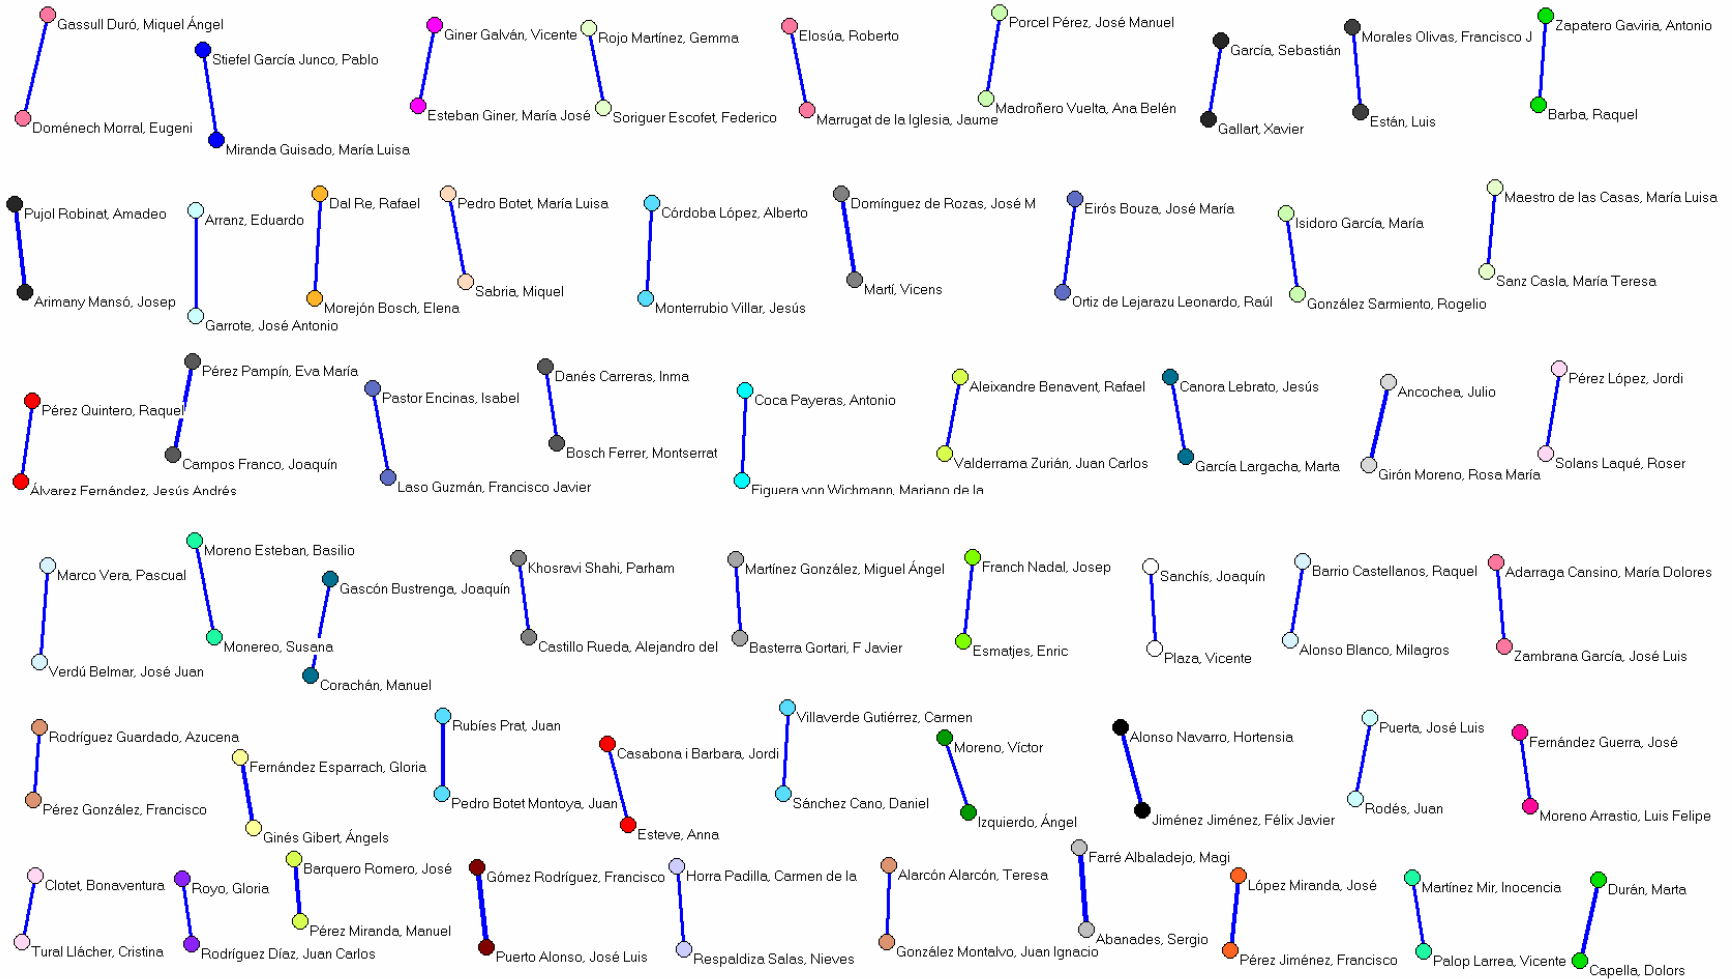 Gassull Duró, Miquel Ángel
Stiefel García Junco, Pablo
Giner Galván, Vicente
Rojo Martínez, Gemma
Elosúa, Roberto
Porcel Pérez, José Manuel
García, Sebastián
Morales Olivas, Francisco J
Zapatero Gaviria, Antonio
Doménech Morral, Eugeni
Miranda Guisado, María Luisa
Esteban Giner, María José
Soriguer Escofet, Federico
Marrugat de la Iglesia, Jaume
Madroñero Vuelta, Ana Belén
Gallart, Xavier
Están, Luis
Barba, Raquel
Pujol Robinat, Amadeo
Arranz, Eduardo
Dal Re, Rafael
Pedro Botet, María Luisa
Córdoba López, Alberto
Domínguez de Rozas, José M
Eirós Bouza, José María
Isidoro García, María
Maestro de las Casas, María Luisa
Arimany Mansó, Josep
Garrote, José Antonio
Morejón Bosch, Elena
Sabria, Miquel
Monterrubio Villar, Jesús
Martí, Vicens
Ortiz de Lejarazu Leonardo, Raúl
González Sarmiento, Rogelio
Sanz Casla, María Teresa
Pérez Quintero, Raquel
Pérez Pampín, Eva María
Pastor Encinas, Isabel
Danés Carreras, Inma
Coca Payeras, Antonio
Aleixandre Benavent, Rafael
Canora Lebrato, Jesús
Ancochea, Julio
Pérez López, Jordi
Álvarez Fernández, Jesús Andrés
Campos Franco, Joaquín
Laso Guzmán, Francisco Javier
Bosch Ferrer, Montserrat
Figuera von Wichmann, Mariano de la
Valderrama Zurián, Juan Carlos
García Largacha, Marta
Girón Moreno, Rosa María
Solans Laqué, Roser
Marco Vera, Pascual
Moreno Esteban, Basilio
Gascón Bustrenga, Joaquín
Khosravi Shahi, Parham
Martínez González, Miguel Ángel
Franch Nadal, Josep
Sanchís, Joaquín
Barrio Castellanos, Raquel
Adarraga Cansino, María Dolores
Verdú Belmar, José Juan
Monereo, Susana
Corachán, Manuel
Castillo Rueda, Alejandro del
Basterra Gortari, F Javier
Esmatjes, Enric
Plaza, Vicente
Alonso Blanco, Milagros
Zambrana García, José Luis
Rodríguez Guardado, Azucena
Fernández Esparrach, Gloria
Rubíes Prat, Juan
Casabona i Barbara, Jordi
Villaverde Gutiérrez, Carmen
Moreno, Víctor
Alonso Navarro, Hortensia
Puerta, José Luis
Fernández Guerra, José
Pérez González, Francisco
Ginés Gibert, Ángels
Pedro Botet Montoya, Juan
Esteve, Anna
Sánchez Cano, Daniel
Izquierdo, Ángel
Jiménez Jiménez, Félix Javier
Rodés, Juan
Moreno Arrastio, Luis Felipe
Clotet, Bonaventura
Royo, Gloria
Barquero Romero, José
Gómez Rodríguez, Francisco
Horra Padilla, Carmen de la
Alarcón Alarcón, Teresa
Farré Albaladejo, Magi
López Miranda, José
Martínez Mir, Inocencia
Durán, Marta
Tural Llácher, Cristina
Rodríguez Díaz, Juan Carlos
Pérez Miranda, Manuel
Puerto Alonso, José Luis
Respaldiza Salas, Nieves
González Montalvo, Juan Ignacio
Abanades, Sergio
Pérez Jiménez, Francisco
Palop Larrea, Vicente
Capella, Dolors